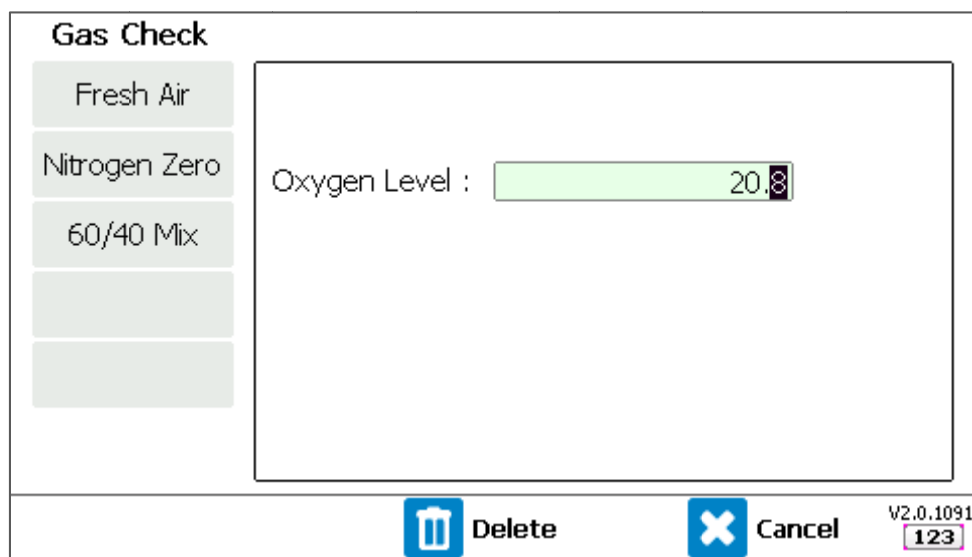 Gas Check
Fresh Air
Nitrogen Zero
60/40 Mix
Oxygen Level : 20.8
Delete
Cancel
V2.0.1091
123